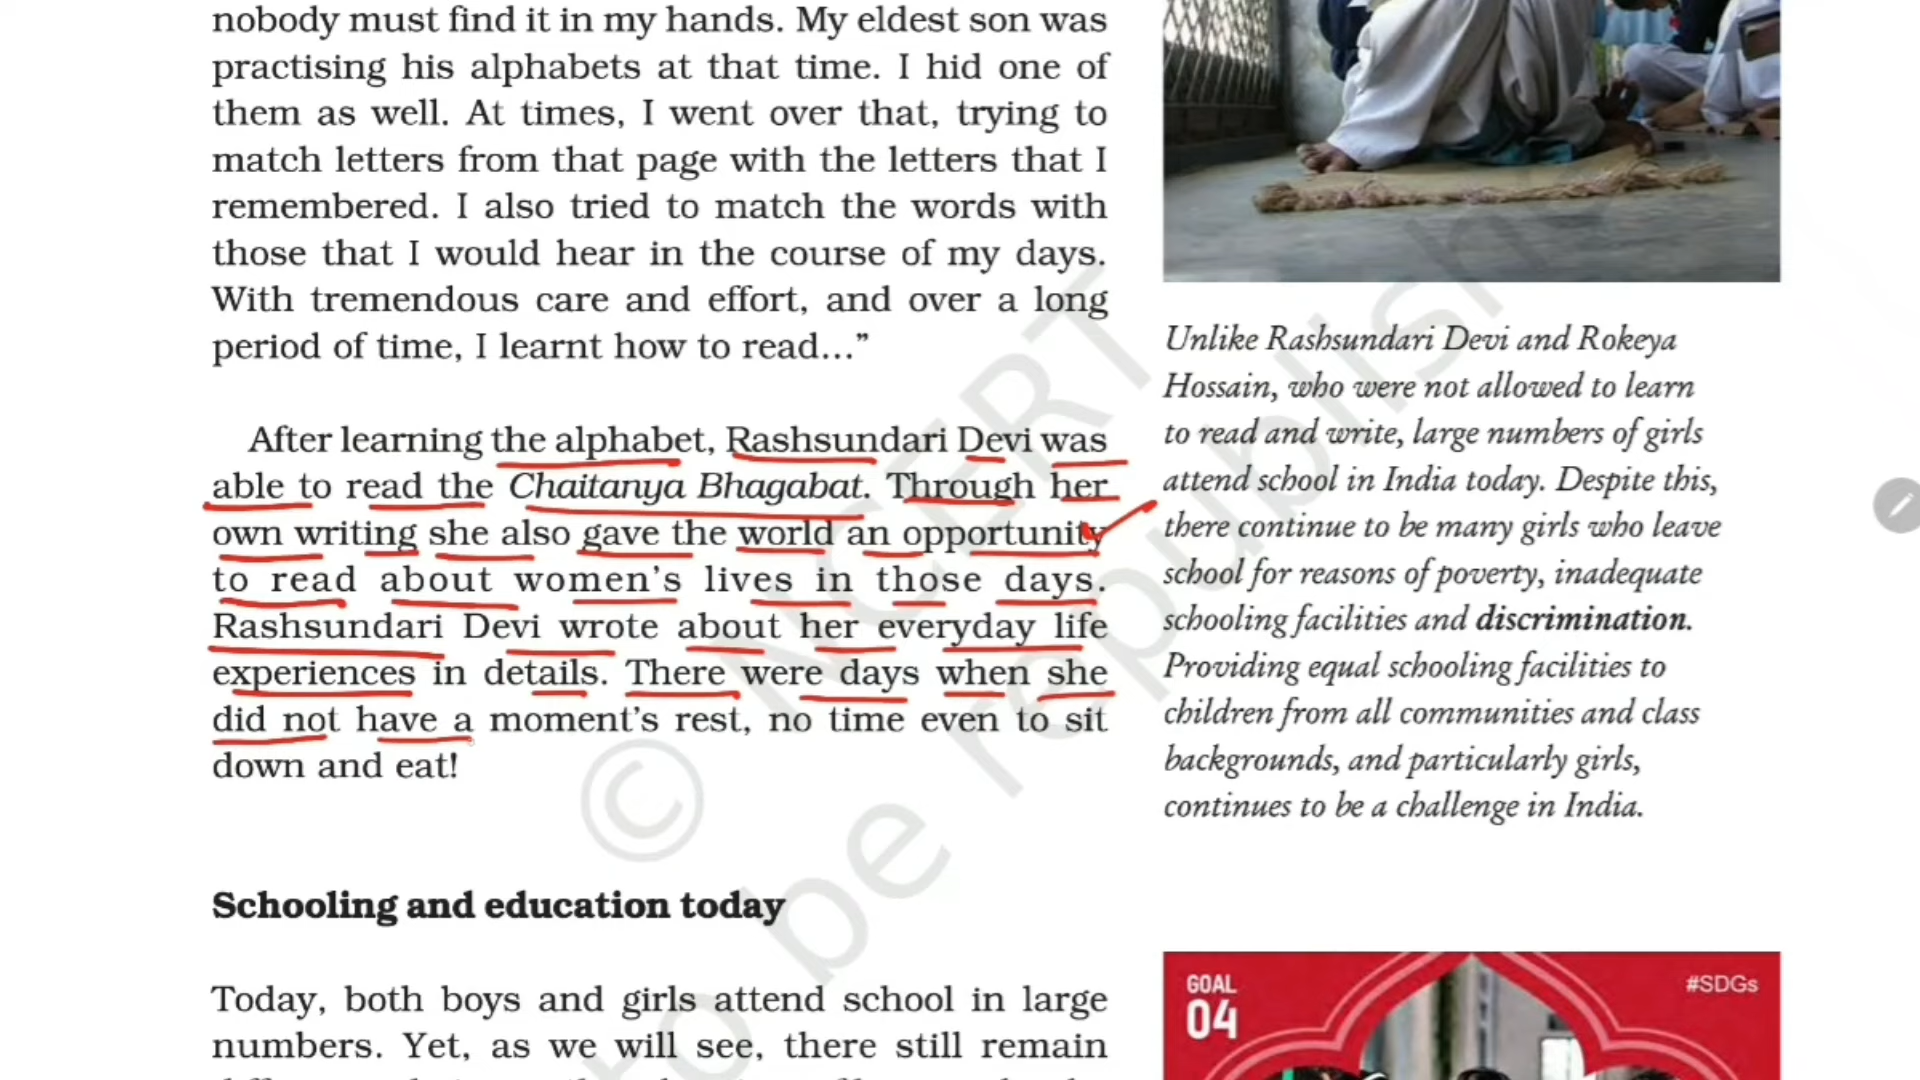 nobody must find it in my hands. My eldest son was
practising his alphabets at that time. I hid one of
them as well. At times, I went over that, trying to
match letters from that page with the letters that I
remembered. I also tried to match the words with
those that I would hear in the course of my days.
With tremendous care and effort, and over a long
period of time, I learnt how to read...”
After learning the alphabet, Rashsundari Devi was
able to read the Chaitanya Bhagabat. Through her
own writing she also gave the world an opportunity
to read about women’s lives in those days.
Rashsundari Devi wrote about her everyday life
experiences in details. There were days when she
did not have a moment’s rest, no time even to sit
down and eat!
Schooling and education today
Today, both boys and girls attend school in large
numbers. Yet, as we will see, there still remain
Unlike Rashsundari Devi and Rokeya
Hossain, who were not allowed to learn
to read and write, large numbers of girls
attend school in India today. Despite this,
there continue to be many girls who leave
school for reasons of poverty, inadequate
schooling facilities and discrimination.
Providing equal schooling facilities to
children from all communities and class
backgrounds, and particularly girls,
continues to be a challenge in India.
GOAL
04
#SDGs
© NCERT
to be republish